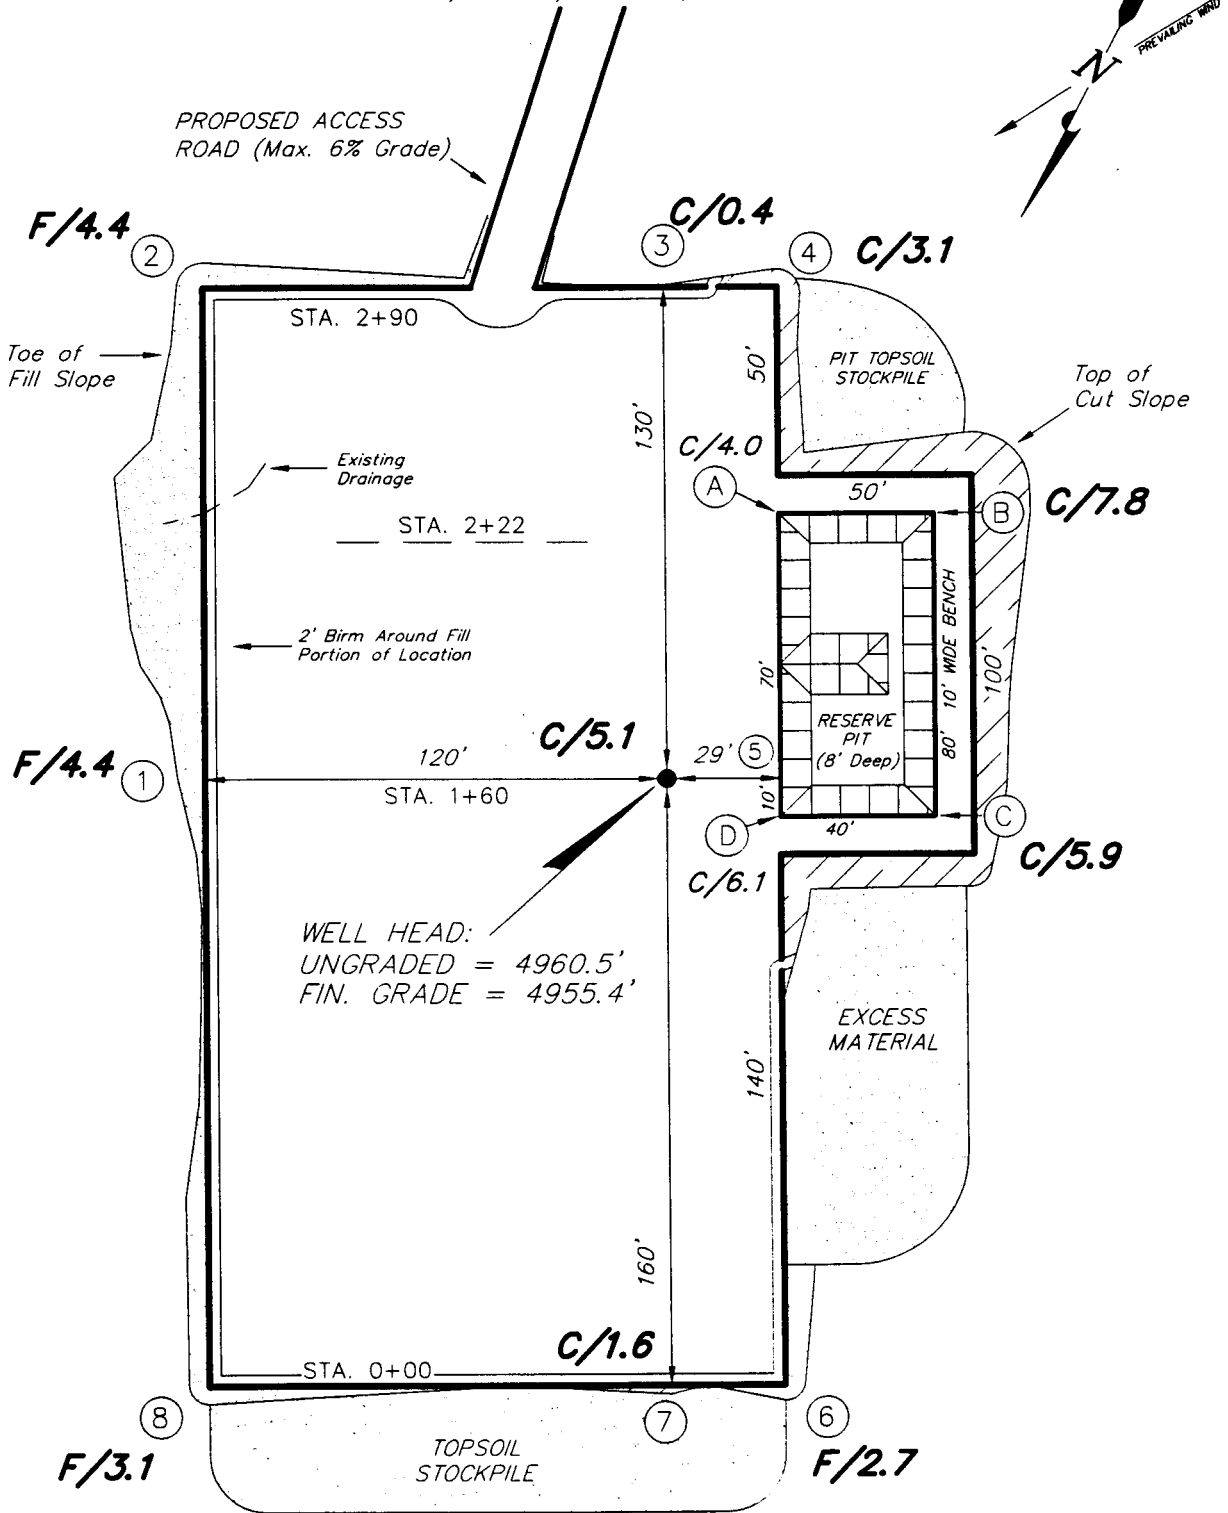 PREVAILING WIND
N
PROPOSED ACCESS
ROAD (Max. 6% Grade)
F/4.4
2
C/0.4
3
4
C/3.1
STA. 2+90
Toe of
Fill Slope
50'
PIT TOPSOIL
STOCKPILE
Top of
Cut Slope
130'
C/4.0
Existing
Drainage
A
50'
B
C/7.8
STA. 2+22
2' Birm Around Fill
Portion of Location
70'
10' WIDE BENCH
100'
RESERVE
PIT
(8' Deep)
80'
C/5.1
F/4.4
1
120'
29'
5
STA. 1+60
10'
D
40'
C
C/6.1
C/5.9
WELL HEAD:
UNGRADED = 4960.5'
FIN. GRADE = 4955.4'
EXCESS
MATERIAL
140'
160'
C/1.6
STA. 0+00
8
7
6
F/3.1
TOPSOIL
STOCKPILE
F/2.7